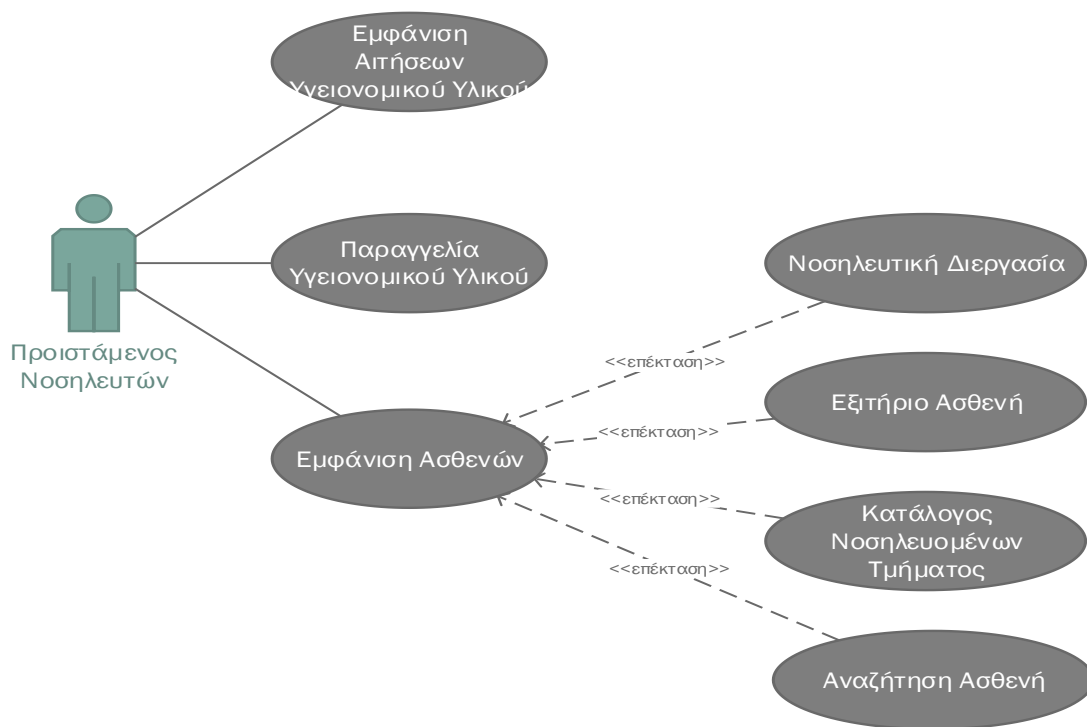 Εμφάνιση
Αιτήσεων
Υγειονομικού Υλικού
Παραγγελία
Υγειονομικού Υλικού
Νοσηλευτική Διεργασία
Προιστάμενος
Νοσηλευτών
<<επέκταση>>
Εξιτήριο Ασθενή
<<επέκταση>>
Εμφάνιση Ασθενών
<<επέκταση>>
Κατάλογος
Νοσηλευομένων
Τμήματος
<<επέκταση>>
Αναζήτηση Ασθενή